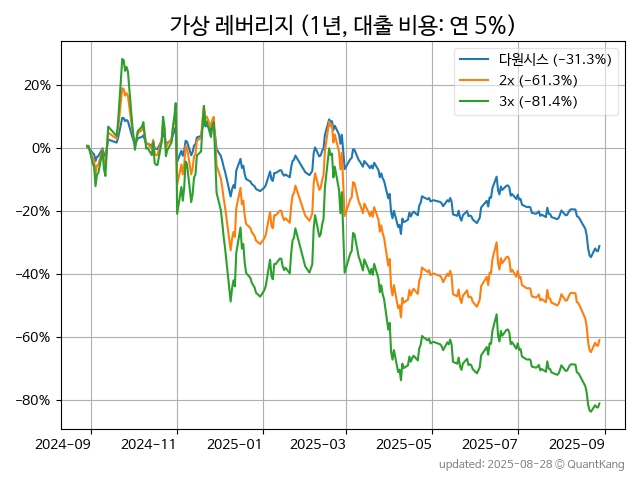 가상 레버리지 (1년, 대출 비용: 연 5%)
다원시스 (−31.3%)
2x (−61.3%)
3x (−81.4%)
20%
0%
−20%
−40%
−60%
−80%
2024-09
2024-11
2025-01
2025-03
2025-05
2025-07
2025-09
updated: 2025-08-28 © QuantKang